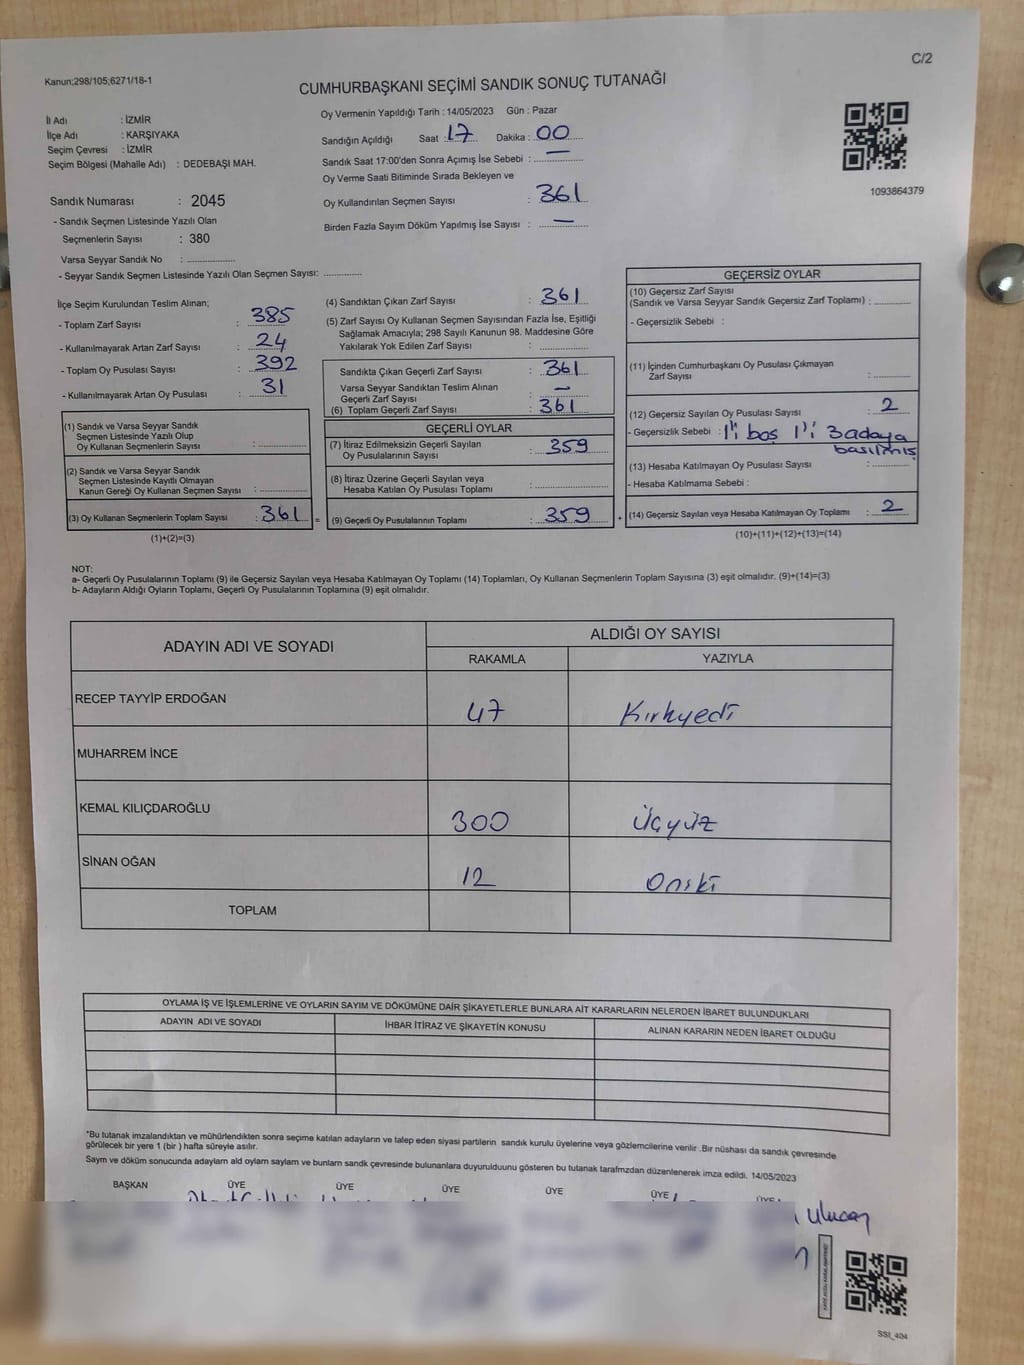 C/2
Kanun;298/105;6271/18-1
CUMHURBAŞKANI SEÇİMİ SANDIK SONUÇ TUTANAĞI
İl Adı : İZMİR
İlçe Adı : KARŞIYAKA
Seçim Çevresi : İZMİR
Seçim Bölgesi (Mahalle Adı) : DEDEBAŞI MAH.
Sandık Numarası : 2045
- Sandık Seçmen Listesinde Yazılı Olan
Seçmenlerin Sayısı : 380
Varsa Seyyar Sandık No : ..............
- Seyyar Sandık Seçmen Listesinde Yazılı Olan Seçmen Sayısı: ............
Oy Vermenin Yapıldığı Tarih : 14/05/2023 Gün : Pazar
Sandığın Açıldığı Saat : 17 Dakika : 00
Sandık Saat 17:00'den Sonra Açımış İse Sebebi : —
Oy Verme Saati Bitiminde Sırada Bekleyen ve
Oy Kullandırılan Seçmen Sayısı : 361
Birden Fazla Sayım Döküm Yapılmış İse Sayısı : —
1093864379
İlçe Seçim Kurulundan Teslim Alınan;
- Toplam Zarf Sayısı : 385
- Kullanılmayarak Artan Zarf Sayısı : 24
- Toplam Oy Pusulası Sayısı : 392
- Kullanılmayarak Artan Oy Pusulası : 31
(1) Sandık ve Varsa Seyyar Sandık
Seçmen Listesinde Yazılı Olup
Oy Kullanan Seçmenlerin Sayısı : ............
(2) Sandık ve Varsa Seyyar Sandık
Seçmen Listesinde Kayıtlı Olmayan
Kanun Gereği Oy Kullanan Seçmen Sayısı : ............
(3) Oy Kullanan Seçmenlerin Toplam Sayısı : 361 =
(1)+(2)=(3)
(4) Sandıktan Çıkan Zarf Sayısı : 361
(5) Zarf Sayısı Oy Kullanan Seçmen Sayısından Fazla İse, Eşitliği
Sağlamak Amacıyla; 298 Sayılı Kanunun 98. Maddesine Göre
Yakılarak Yok Edilen Zarf Sayısı : ............
Sandıkta Çıkan Geçerli Zarf Sayısı : 361
Varsa Seyyar Sandıktan Teslim Alınan
Geçerli Zarf Sayısı : —
(6) Toplam Geçerli Zarf Sayısı : 361
GEÇERLİ OYLAR
(7) İtiraz Edilmeksizin Geçerli Sayılan
Oy Pusulalarının Sayısı : 359
(8) İtiraz Üzerine Geçerli Sayılan veya
Hesaba Katılan Oy Pusulası Toplamı : ............
(9) Geçerli Oy Pusulalarının Toplamı : 359 +
GEÇERSİZ OYLAR
(10) Geçersiz Zarf Sayısı
(Sandık ve Varsa Seyyar Sandık Geçersiz Zarf Toplamı) : ............
- Geçersizlik Sebebi :
(11) İçinden Cumhurbaşkanı Oy Pusulası Çıkmayan
Zarf Sayısı : ............
(12) Geçersiz Sayılan Oy Pusulası Sayısı : 2
- Geçersizlik Sebebi : 1'i boş 1'i 3 adaya
basılmış
(13) Hesaba Katılmayan Oy Pusulası Sayısı : ............
- Hesaba Katılmama Sebebi :
(14) Geçersiz Sayılan veya Hesaba Katılmayan Oy Toplamı : 2
(10)+(11)+(12)+(13)=(14)
NOT:
a- Geçerli Oy Pusulalarının Toplamı (9) ile Geçersiz Sayılan veya Hesaba Katılmayan Oy Toplamı (14) Toplamları, Oy Kullanan Seçmenlerin Toplam Sayısına (3) eşit olmalıdır. (9)+(14)=(3)
b- Adayların Aldığı Oyların Toplamı, Geçerli Oy Pusulalarının Toplamına (9) eşit olmalıdır.
ADAYIN ADI VE SOYADI ALDIĞI OY SAYISI
RAKAMLA YAZIYLA
RECEP TAYYİP ERDOĞAN 47 Kırkyedi
MUHARREM İNCE
KEMAL KILIÇDAROĞLU 300 Üçyüz
SİNAN OĞAN 12 Oniki
TOPLAM
OYLAMA İŞ VE İŞLEMLERİNE VE OYLARIN SAYIM VE DÖKÜMÜNE DAİR ŞİKAYETLERLE BUNLARA AİT KARARLARIN NELERDEN İBARET BULUNDUKLARI
ADAYIN ADI VE SOYADI İHBAR İTİRAZ VE ŞİKAYETİN KONUSU ALINAN KARARIN NEDEN İBARET OLDUĞU
*Bu tutanak imzalandıktan ve mühürlendikten sonra seçime katılan adayların ve talep eden siyasi partilerin sandık kurulu üyelerine veya gözlemcilerine verilir .Bir nüshası da sandık çevresinde
görülecek bir yere 1 (bir ) hafta süreyle asılır.
Sayım ve döküm sonucunda adayların ald oyların sayların ve bunların sandık çevresinde bulunanlara duyurulduunu gösteren bu tutanak tarafmzdan düzenlenerek imza edildi. 14/05/2023
BAŞKAN ÜYE ÜYE ÜYE ÜYE ÜYE ÜYE
Ulucan
SSI_404